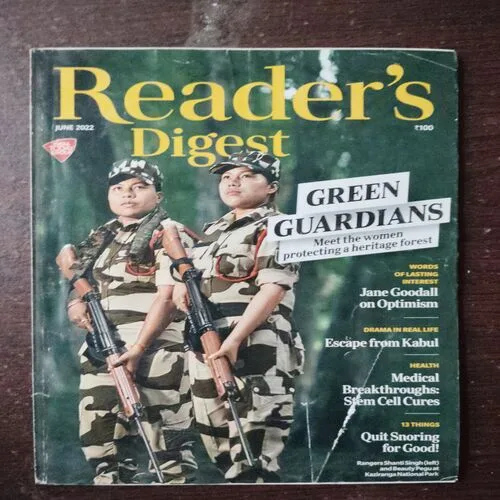 Reader's
JUNE 2022
₹100
Digest
GREEN
GUARDIANS
Meet the women
protecting a heritage forest
WORDS
OF LASTING
INTEREST
Jane Goodall
on Optimism
DRAMA IN REAL LIFE
Escape from Kabul
HEALTH
Medical
Breakthroughs:
Stem Cell Cures
13 THINGS
Quit Snoring
for Good!
Rangers Shanti Singh (left)
and Beauty Pegu at
Kaziranga National Park